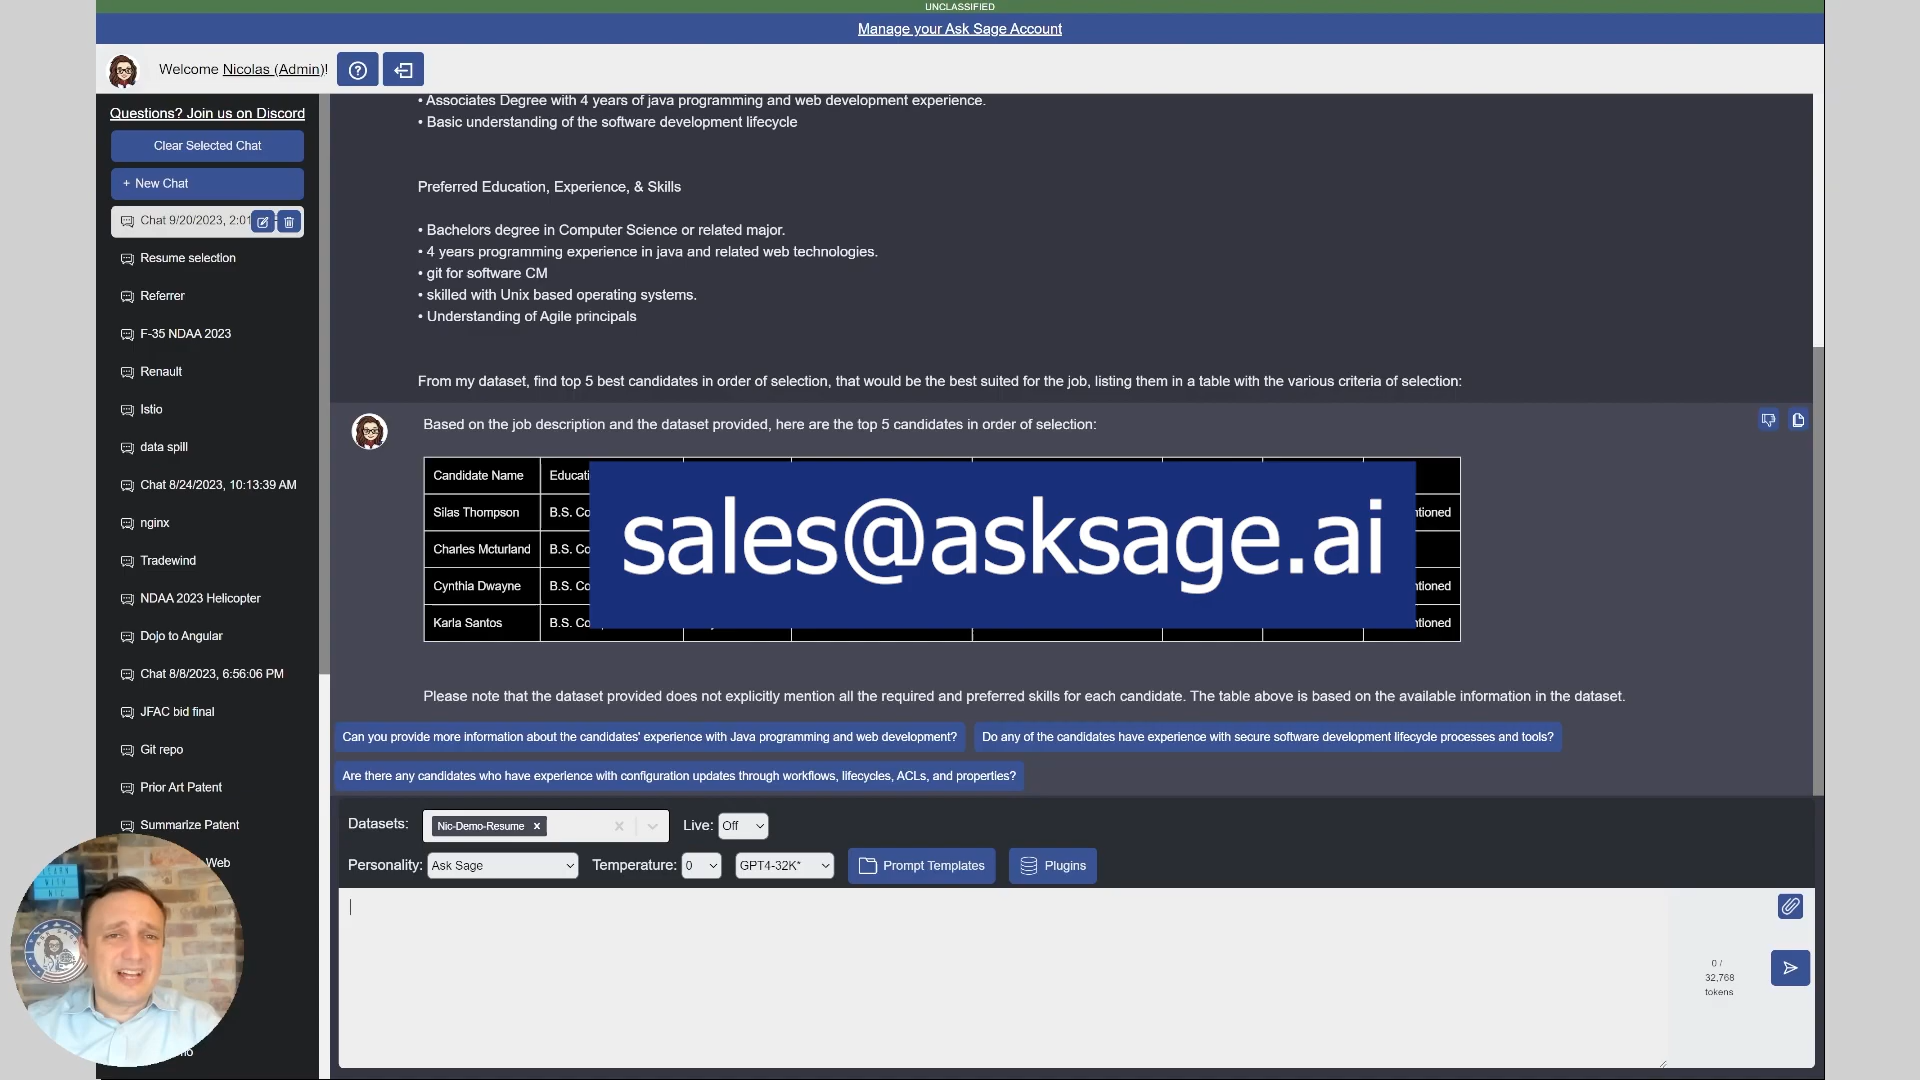 UNCLASSIFIED
Manage your Ask Sage Account
Welcome Nicolas (Admin)!
Questions? Join us on Discord
Clear Selected Chat
+ New Chat
Chat 9/20/2023, 2:01
Resume selection
Referrer
F-35 NDAA 2023
Renault
Istio
data spill
Chat 8/24/2023, 10:13:39 AM
nginx
Tradewind
NDAA 2023 Helicopter
Dojo to Angular
Chat 8/8/2023, 6:56:06 PM
JFAC bid final
Git repo
Prior Art Patent
Summarize Patent
Web
• Associates Degree with 4 years of java programming and web development experience.
• Basic understanding of the software development lifecycle
Preferred Education, Experience, & Skills
• Bachelors degree in Computer Science or related major.
• 4 years programming experience in java and related web technologies.
• git for software CM
• skilled with Unix based operating systems.
• Understanding of Agile principals
From my dataset, find top 5 best candidates in order of selection, that would be the best suited for the job, listing them in a table with the various criteria of selection:
Based on the job description and the dataset provided, here are the top 5 candidates in order of selection:
Candidate Name Educati
Silas Thompson B.S. Co ntioned
Charles Mcturland B.S. Co
Cynthia Dwayne B.S. Co ntioned
Karla Santos B.S. Co ntioned
sales@asksage.ai
Please note that the dataset provided does not explicitly mention all the required and preferred skills for each candidate. The table above is based on the available information in the dataset.
Can you provide more information about the candidates' experience with Java programming and web development? Do any of the candidates have experience with secure software development lifecycle processes and tools?
Are there any candidates who have experience with configuration updates through workflows, lifecycles, ACLs, and properties?
Datasets: Nic-Demo-Resume Live: Off
Personality: Ask Sage Temperature: 0 GPT4-32K* Prompt Templates Plugins
0 /
32,768
tokens